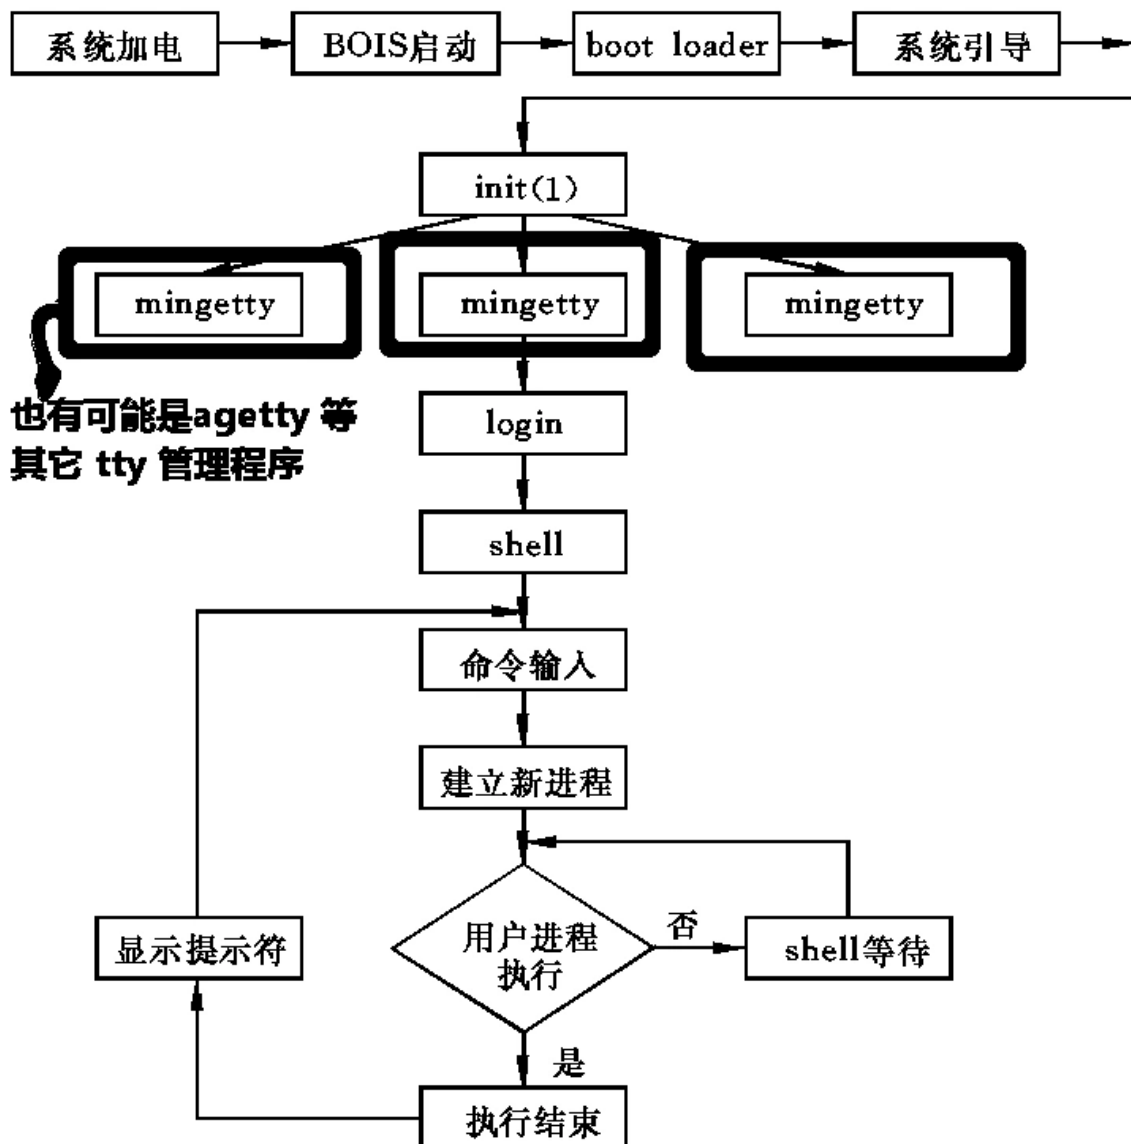 系统加电
BOIS启动
boot loader
系统引导
init(1)
mingetty
mingetty
mingetty
也有可能是agetty 等
其它 tty 管理程序
login
shell
命令输入
建立新进程
用户进程
执行
否
shell等待
显示提示符
是
执行结束